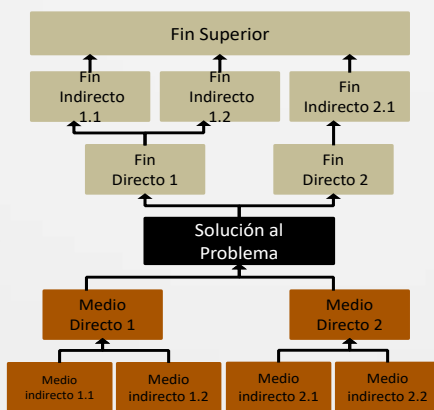 Fin Superior
Fin
Indirecto
1.1
Fin
Indirecto
1.2
Fin
Indirecto 2.1
Fin
Directo 1
Fin
Directo 2
Solución al
Problema
Medio
Directo 1
Medio
Directo 2
Medio
indirecto 1.1
Medio
indirecto 1.2
Medio
indirecto 2.1
Medio
indirecto 2.2